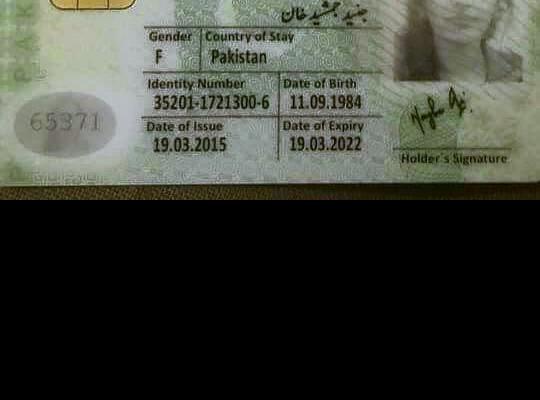 جنید جمشید خان
Gender Country of Stay
F Pakistan
Identity Number Date of Birth
35201-1721300-6 11.09.1984
65371
Date of Issue Date of Expiry
19.03.2015 19.03.2022
Holder's Signature